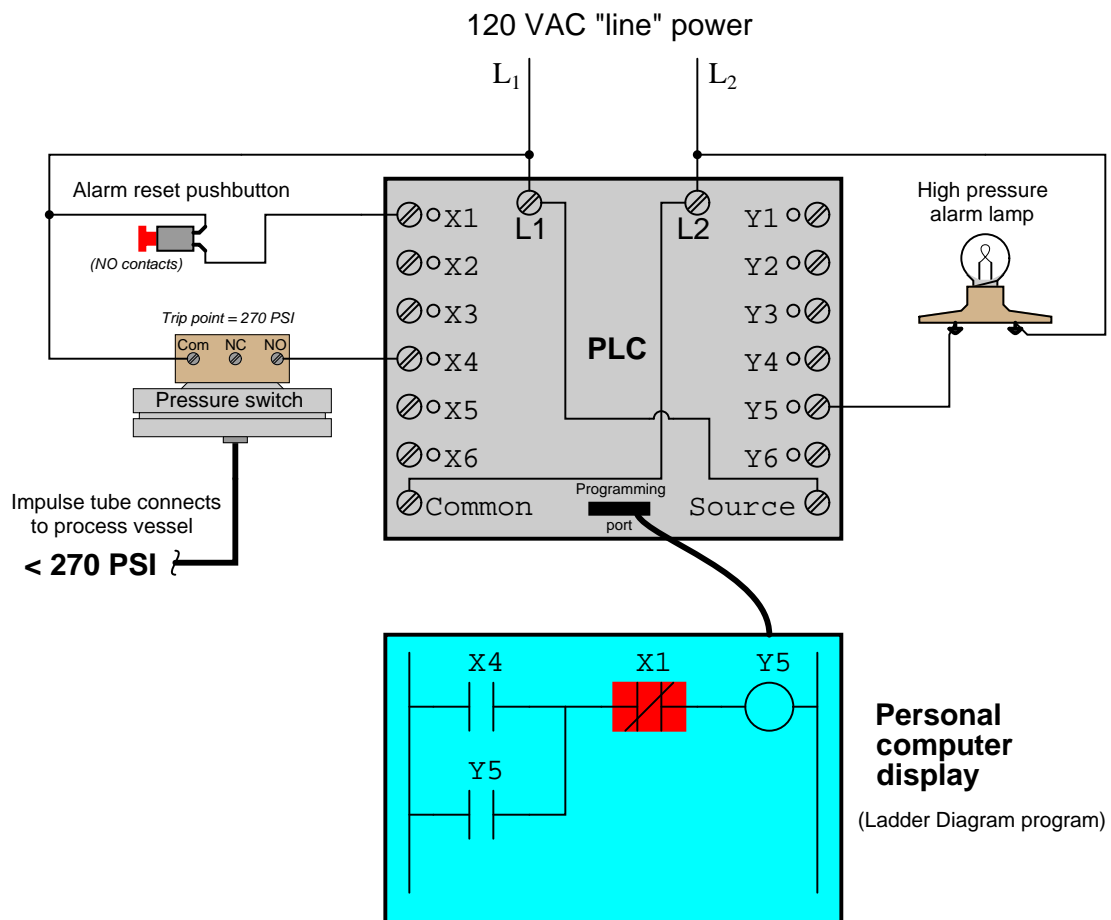 120 VAC "line" power
L1
L2
Alarm reset pushbutton
(NO contacts)
High pressure
alarm lamp
X1
L1
L2
Y1
X2
Y2
Trip point = 270 PSI
X3
Y3
Com
NC
NO
X4
PLC
Y4
Pressure switch
X5
Y5
X6
Y6
Impulse tube connects
to process vessel
< 270 PSI
Common
Programming
port
Source
X4
X1
Y5
Y5
Personal
computer
display
(Ladder Diagram program)